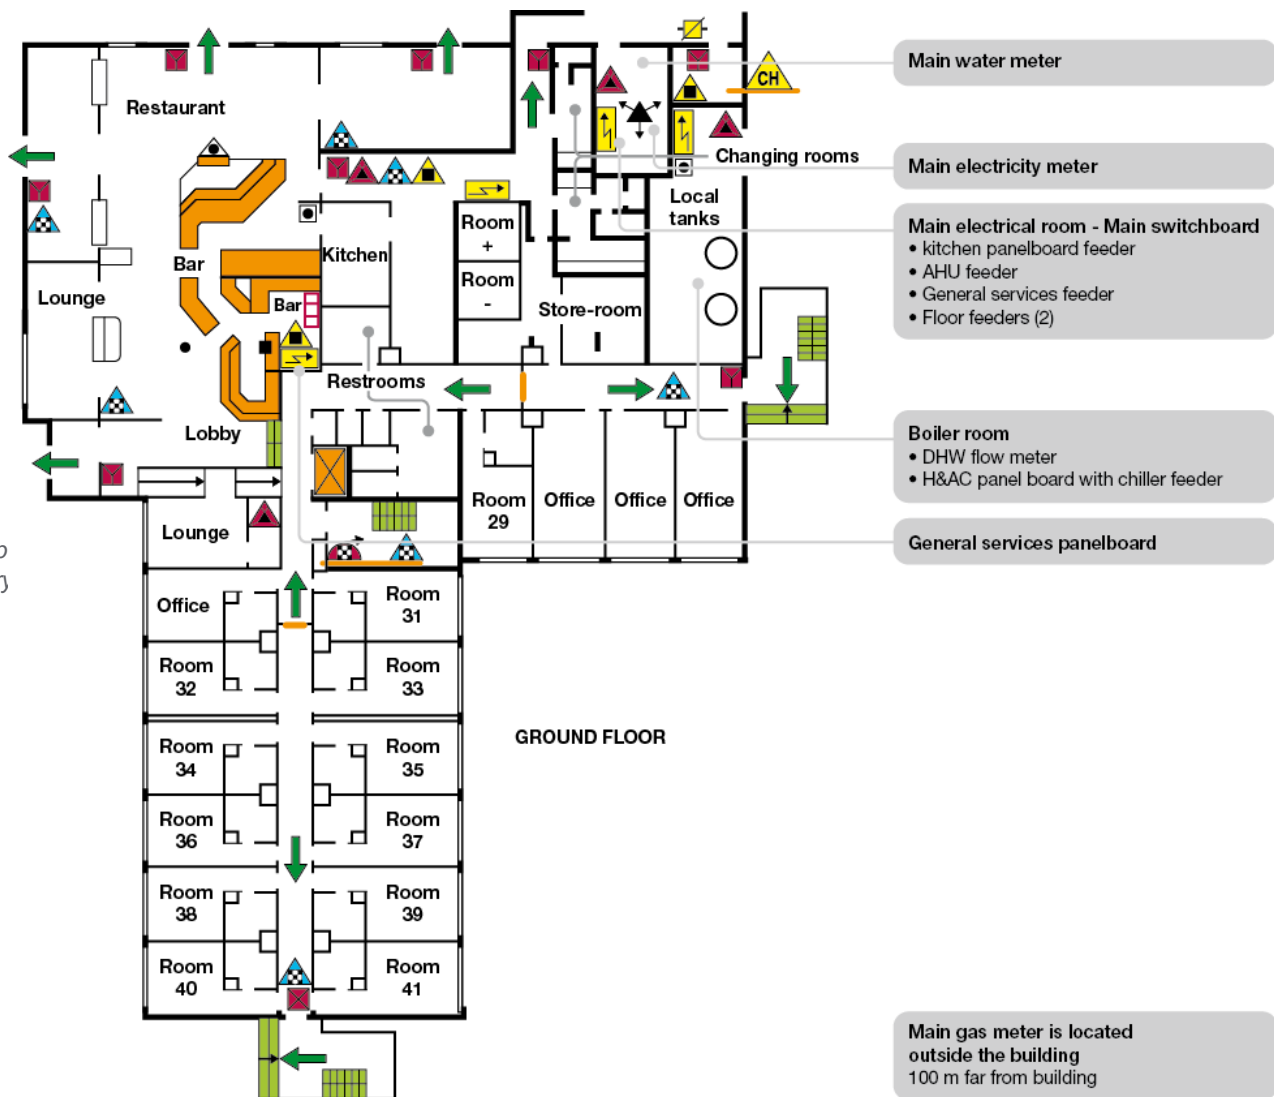 Restaurant
CH
Main water meter
Changing rooms
Main electricity meter
Local
tanks
Room
+
Kitchen
Bar
Room
-
Lounge
Bar
Store-room
Main electrical room - Main switchboard
• kitchen panelboard feeder
• AHU feeder
• General services feeder
• Floor feeders (2)
Restrooms
Lobby
Boiler room
• DHW flow meter
• H&AC panel board with chiller feeder
Room
29
Office
Office
Office
Lounge
General services panelboard
Office
Room
31
Room
32
Room
33
GROUND FLOOR
Room
34
Room
35
Room
36
Room
37
Room
38
Room
39
Room
40
Room
41
Main gas meter is located
outside the building
100 m far from building